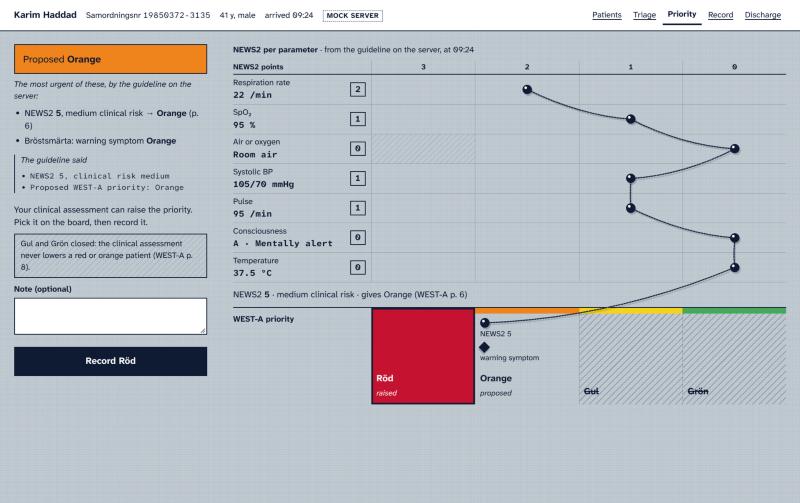 Karim Haddad Samordningsnr 19850372-3135 41 y, male arrived 09:24 MOCK SERVER
Patients Triage Priority Record Discharge
Proposed Orange
The most urgent of these, by the guideline on the
server:
• NEWS2 5, medium clinical risk → Orange (p.
6)
• Bröstsmärta: warning symptom Orange
The guideline said
• NEWS2 5, clinical risk medium
• Proposed WEST-A priority: Orange
Your clinical assessment can raise the priority.
Pick it on the board, then record it.
Gul and Grön closed: the clinical assessment
never lowers a red or orange patient (WEST-A p.
8).
Note (optional)
Record Röd
NEWS2 per parameter · from the guideline on the server, at 09:24
NEWS2 points 3 2 1 0
Respiration rate
22 /min 2
SpO₂
95 % 1
Air or oxygen
Room air 0
Systolic BP
105/70 mmHg 1
Pulse
95 /min 1
Consciousness
A · Mentally alert 0
Temperature
37.5 °C 0
NEWS2 5 · medium clinical risk · gives Orange (WEST-A p. 6)
WEST-A priority
NEWS2 5
warning symptom
Röd Orange Gul Grön
raised proposed